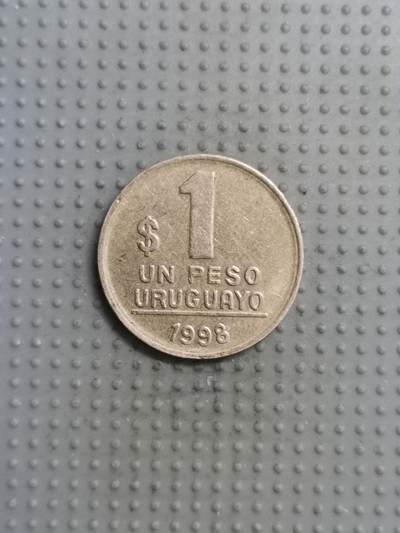 $ 1
UN PESO
URUGUAYO
1998